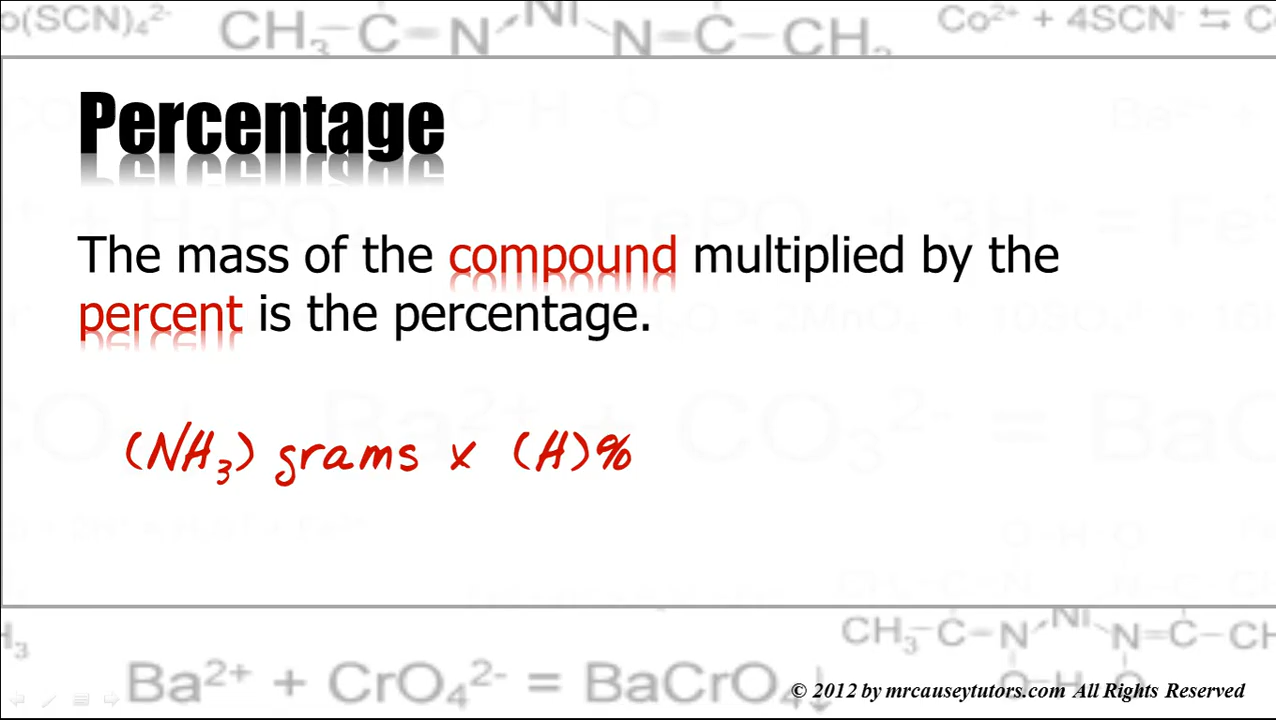 o(SCN)₄²⁻
CH₃–C=N Ni N=C–CH₃
Co²⁺ + 4SCN⁻ ⇆ C
Percentage
The mass of the compound multiplied by the
percent is the percentage.
(NH₃) grams x (H)%
H₃
Ba²⁺ + CrO₄²⁻ = BaCrO₄↓
CH₃–C=N Ni N=C–CH
O–H O
© 2012 by mrcauseytutors.com All Rights Reserved